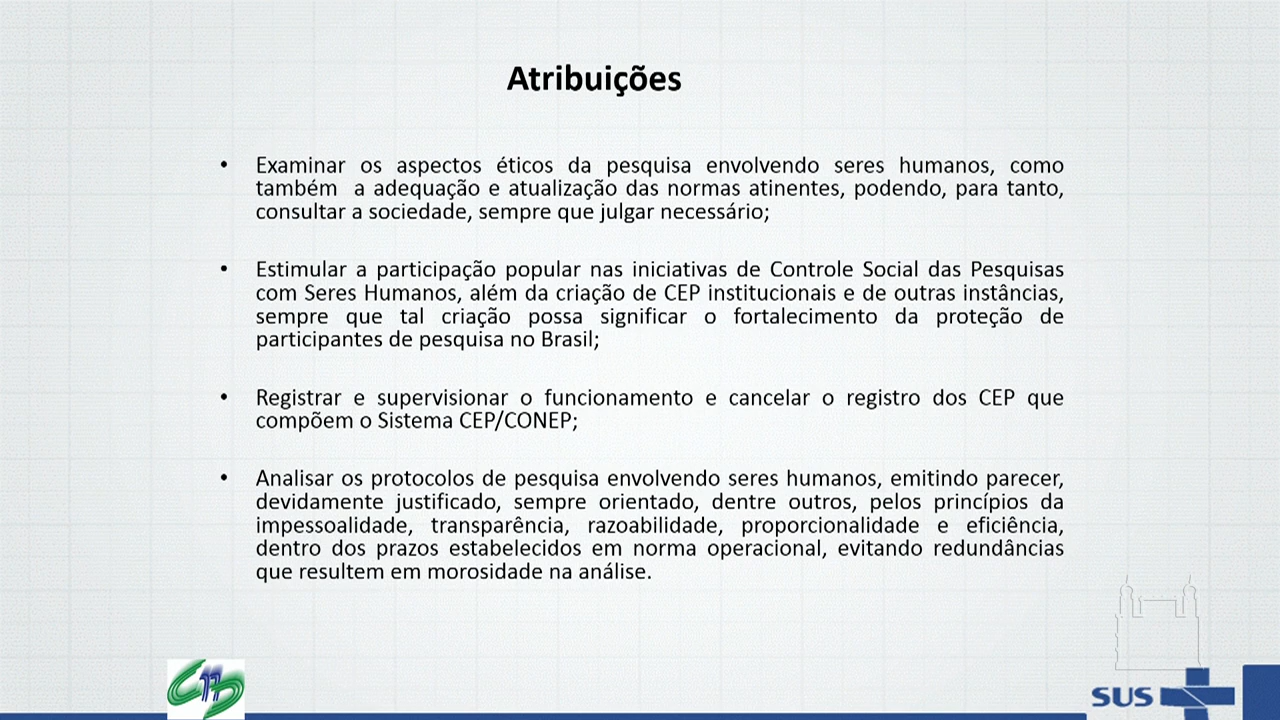 Atribuições
• Examinar os aspectos éticos da pesquisa envolvendo seres humanos, como
também a adequação e atualização das normas atinentes, podendo, para tanto,
consultar a sociedade, sempre que julgar necessário;
• Estimular a participação popular nas iniciativas de Controle Social das Pesquisas
com Seres Humanos, além da criação de CEP institucionais e de outras instâncias,
sempre que tal criação possa significar o fortalecimento da proteção de
participantes de pesquisa no Brasil;
• Registrar e supervisionar o funcionamento e cancelar o registro dos CEP que
compõem o Sistema CEP/CONEP;
• Analisar os protocolos de pesquisa envolvendo seres humanos, emitindo parecer,
devidamente justificado, sempre orientado, dentre outros, pelos princípios da
impessoalidade, transparência, razoabilidade, proporcionalidade e eficiência,
dentro dos prazos estabelecidos em norma operacional, evitando redundâncias
que resultem em morosidade na análise.
SUS